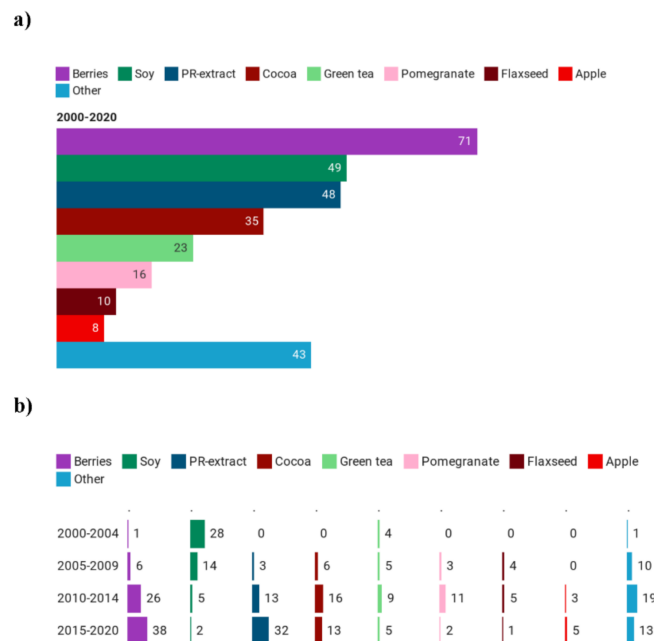 a)
Berries Soy PR-extract Cocoa Green tea Pomegranate Flaxseed Apple
Other
2000-2020
71
49
48
35
23
16
10
8
43
b)
Berries Soy PR-extract Cocoa Green tea Pomegranate Flaxseed Apple
Other
2000-2004 1 28 0 0 4 0 0 0 1
2005-2009 6 14 3 6 5 3 4 0 10
2010-2014 26 5 13 16 9 11 5 3 19
2015-2020 38 2 32 13 5 2 1 5 13